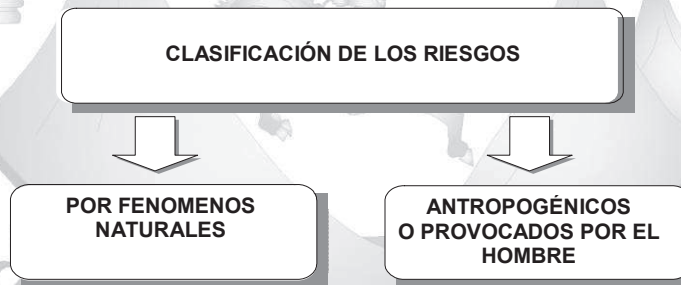 CLASIFICACIÓN DE LOS RIESGOS
POR FENOMENOS
NATURALES
ANTROPOGÉNICOS
O PROVOCADOS POR EL
HOMBRE